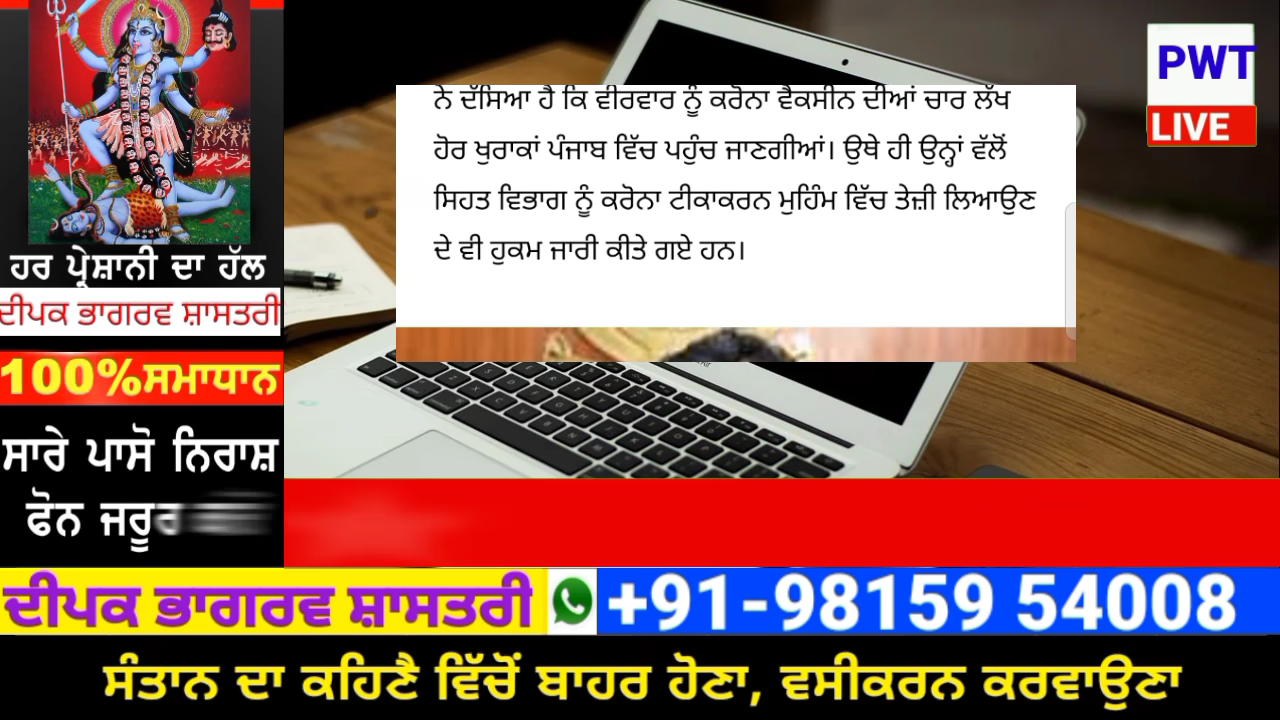 ਹਰ ਪ੍ਰੇਸ਼ਾਨੀ ਦਾ ਹੱਲ
ਦੀਪਕ ਭਾਗਰਵ ਸ਼ਾਸਤਰੀ
100%ਸਮਾਧਾਨ
ਸਾਰੇ ਪਾਸੋ ਨਿਰਾਸ਼
ਫੋਨ ਜਰੂਰ
ਨੇ ਦੱਸਿਆ ਹੈ ਕਿ ਵੀਰਵਾਰ ਨੂੰ ਕਰੋਨਾ ਵੈਕਸੀਨ ਦੀਆਂ ਚਾਰ ਲੱਖ
ਹੋਰ ਖੁਰਾਕਾਂ ਪੰਜਾਬ ਵਿੱਚ ਪਹੁੰਚ ਜਾਣਗੀਆਂ। ਉਥੇ ਹੀ ਉਨ੍ਹਾਂ ਵੱਲੋਂ
ਸਿਹਤ ਵਿਭਾਗ ਨੂੰ ਕਰੋਨਾ ਟੀਕਾਕਰਨ ਮੁਹਿੰਮ ਵਿੱਚ ਤੇਜ਼ੀ ਲਿਆਉਣ
ਦੇ ਵੀ ਹੁਕਮ ਜਾਰੀ ਕੀਤੇ ਗਏ ਹਨ।
PWT
LIVE
ਦੀਪਕ ਭਾਗਰਵ ਸ਼ਾਸਤਰੀ +91-98159 54008
ਸੰਤਾਨ ਦਾ ਕਹਿਣੈ ਵਿੱਚੋਂ ਬਾਹਰ ਹੋਣਾ, ਵਸੀਕਰਨ ਕਰਵਾਉਣਾ